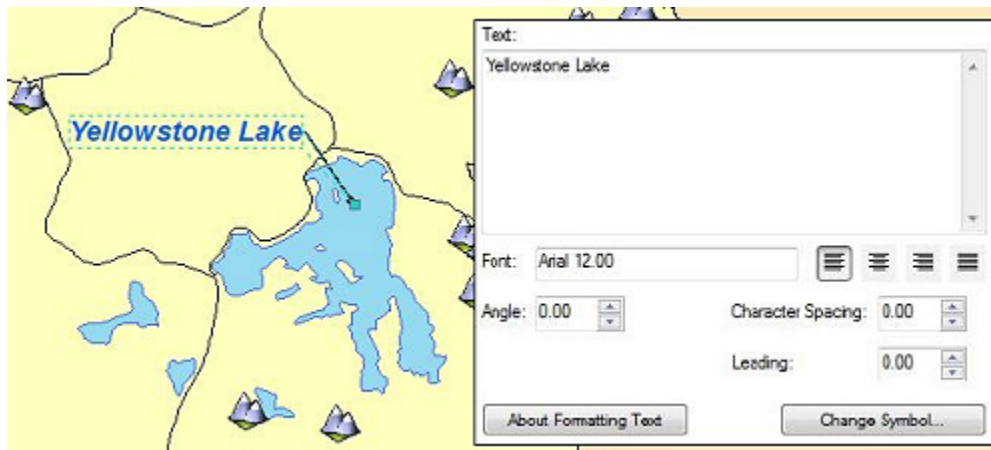 Yellowstone Lake
Text:
Yellowstone Lake
Font: Arial 12.00
Angle: 0.00 Character Spacing: 0.00
Leading: 0.00
About Formatting Text Change Symbol...